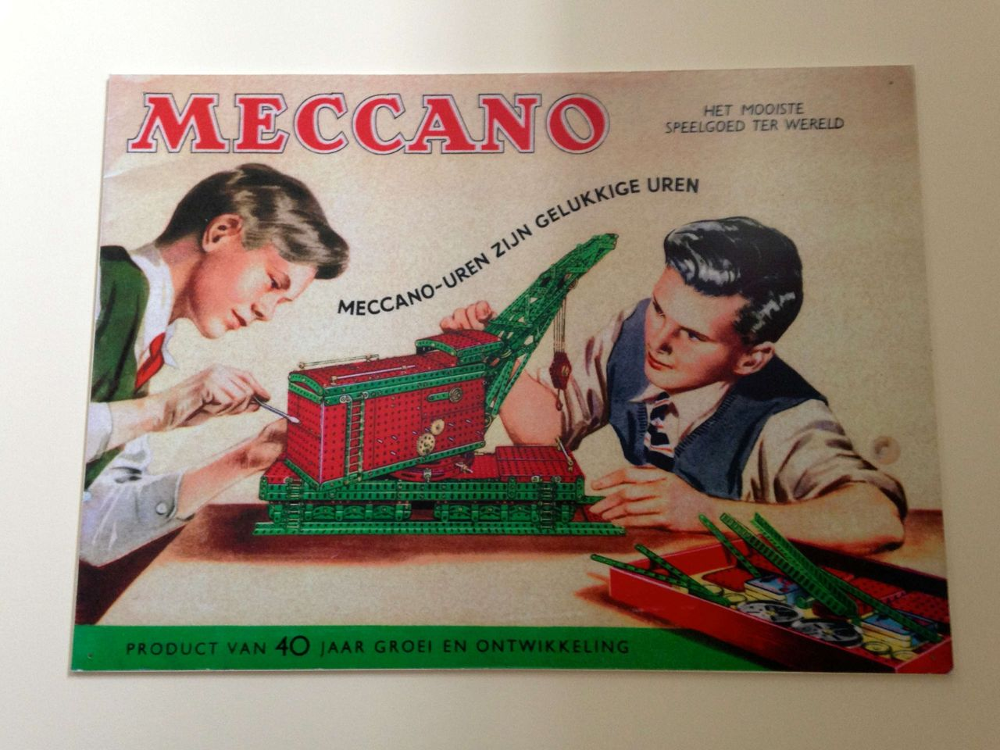 MECCANO
HET MOOISTE
SPEELGOED TER WERELD
MECCANO-UREN ZIJN GELUKKIGE UREN
PRODUCT VAN 40 JAAR GROEI EN ONTWIKKELING